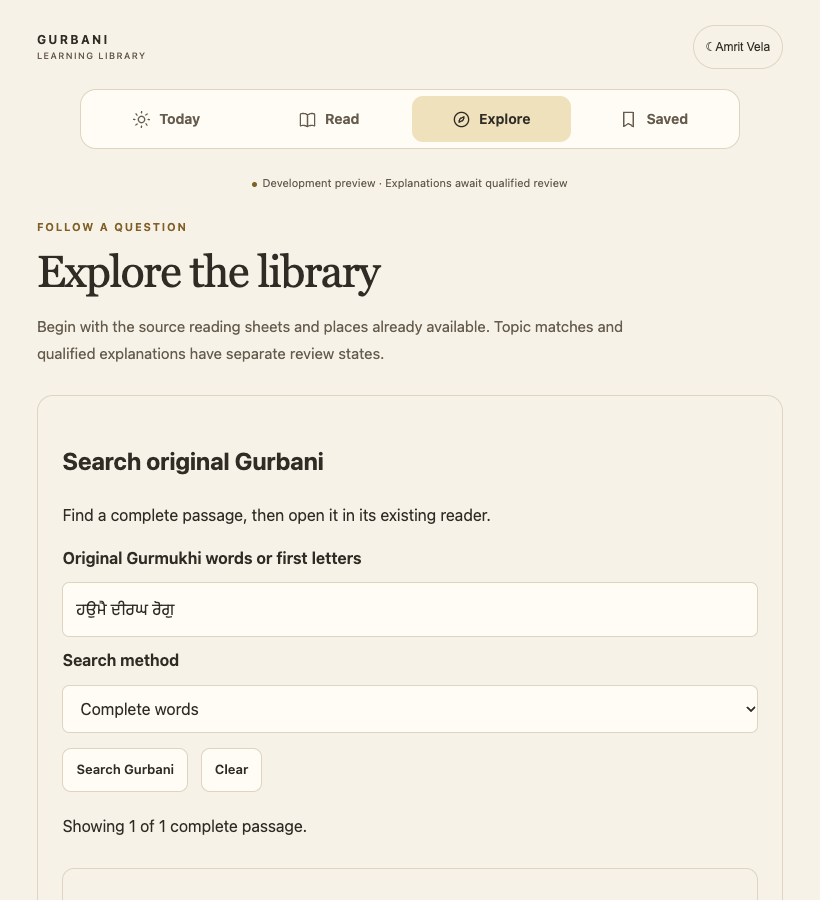 GURBANI
LEARNING LIBRARY
☾ Amrit Vela
Today
Read
Explore
Saved
Development preview · Explanations await qualified review
FOLLOW A QUESTION
Explore the library
Begin with the source reading sheets and places already available. Topic matches and
qualified explanations have separate review states.
Search original Gurbani
Find a complete passage, then open it in its existing reader.
Original Gurmukhi words or first letters
ਹਉਮੈ ਦੀਰਘ ਰੋਗੁ
Search method
Complete words
Search Gurbani
Clear
Showing 1 of 1 complete passage.